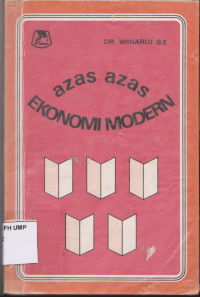 DR. WINARDI S.E.
azas azas
EKONOMI MODERN
FH UMP